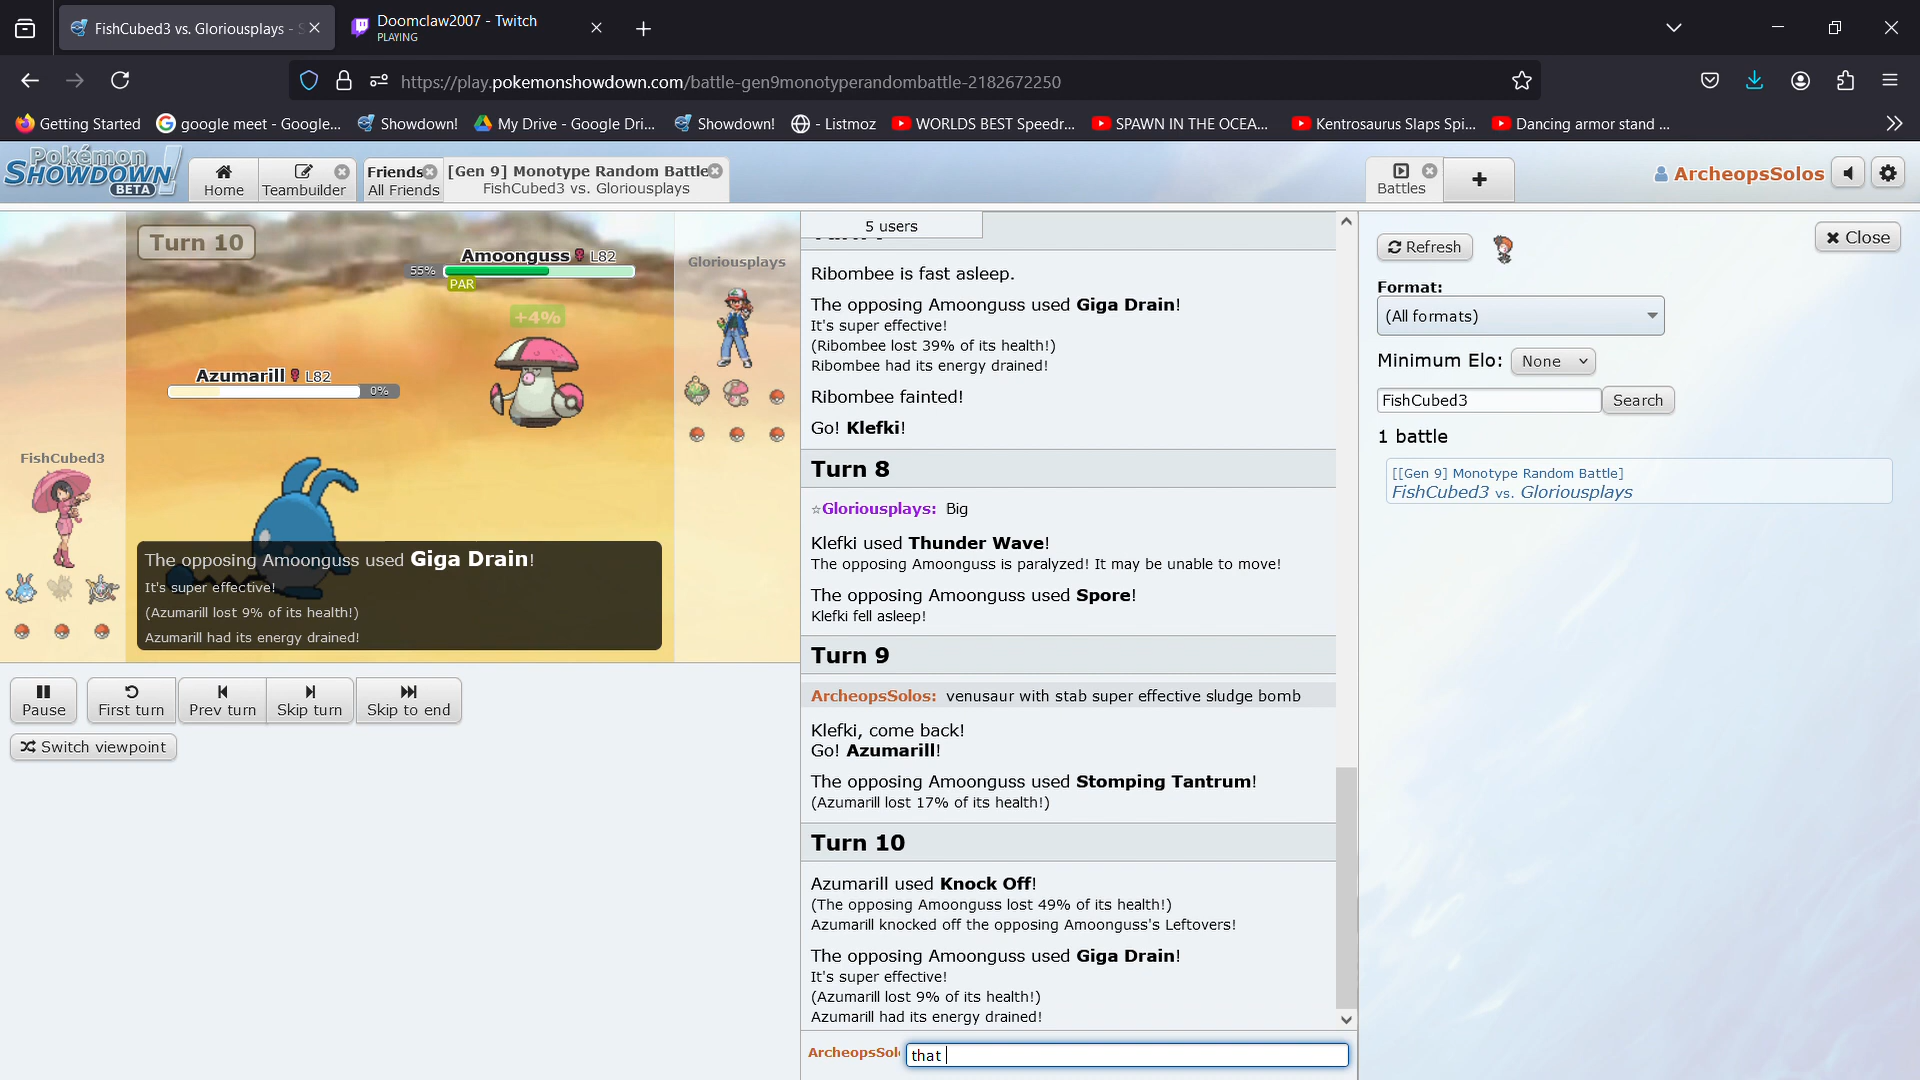 FishCubed3 vs. Gloriousplays - S
Doomclaw2007 - Twitch
PLAYING
https://play.pokemonshowdown.com/battle-gen9monotyperandombattle-2182672250
Getting Started
google meet - Google...
Showdown!
My Drive - Google Dri...
Showdown!
- Listmoz
WORLDS BEST Speedr...
SPAWN IN THE OCEA...
Kentrosaurus Slaps Spi...
Dancing armor stand ...
Pokémon
SHOWDOWN!
BETA
Home
Teambuilder
Friends
All Friends
[Gen 9] Monotype Random Battle
FishCubed3 vs. Gloriousplays
Battles
ArcheopsSolos
Turn 10
Amoonguss L82
55%
PAR
+4%
Azumarill L82
0%
Gloriousplays
FishCubed3
The opposing Amoonguss used Giga Drain!
It's super effective!
(Azumarill lost 9% of its health!)
Azumarill had its energy drained!
Pause
First turn
Prev turn
Skip turn
Skip to end
Switch viewpoint
5 users
Ribombee is fast asleep.
The opposing Amoonguss used Giga Drain!
It's super effective!
(Ribombee lost 39% of its health!)
Ribombee had its energy drained!
Ribombee fainted!
Go! Klefki!
Turn 8
☆Gloriousplays: Big
Klefki used Thunder Wave!
The opposing Amoonguss is paralyzed! It may be unable to move!
The opposing Amoonguss used Spore!
Klefki fell asleep!
Turn 9
ArcheopsSolos: venusaur with stab super effective sludge bomb
Klefki, come back!
Go! Azumarill!
The opposing Amoonguss used Stomping Tantrum!
(Azumarill lost 17% of its health!)
Turn 10
Azumarill used Knock Off!
(The opposing Amoonguss lost 49% of its health!)
Azumarill knocked off the opposing Amoonguss's Leftovers!
The opposing Amoonguss used Giga Drain!
It's super effective!
(Azumarill lost 9% of its health!)
Azumarill had its energy drained!
ArcheopsSol
that
Refresh
Close
Format:
(All formats)
Minimum Elo: None
FishCubed3
Search
1 battle
[[Gen 9] Monotype Random Battle]
FishCubed3 vs. Gloriousplays